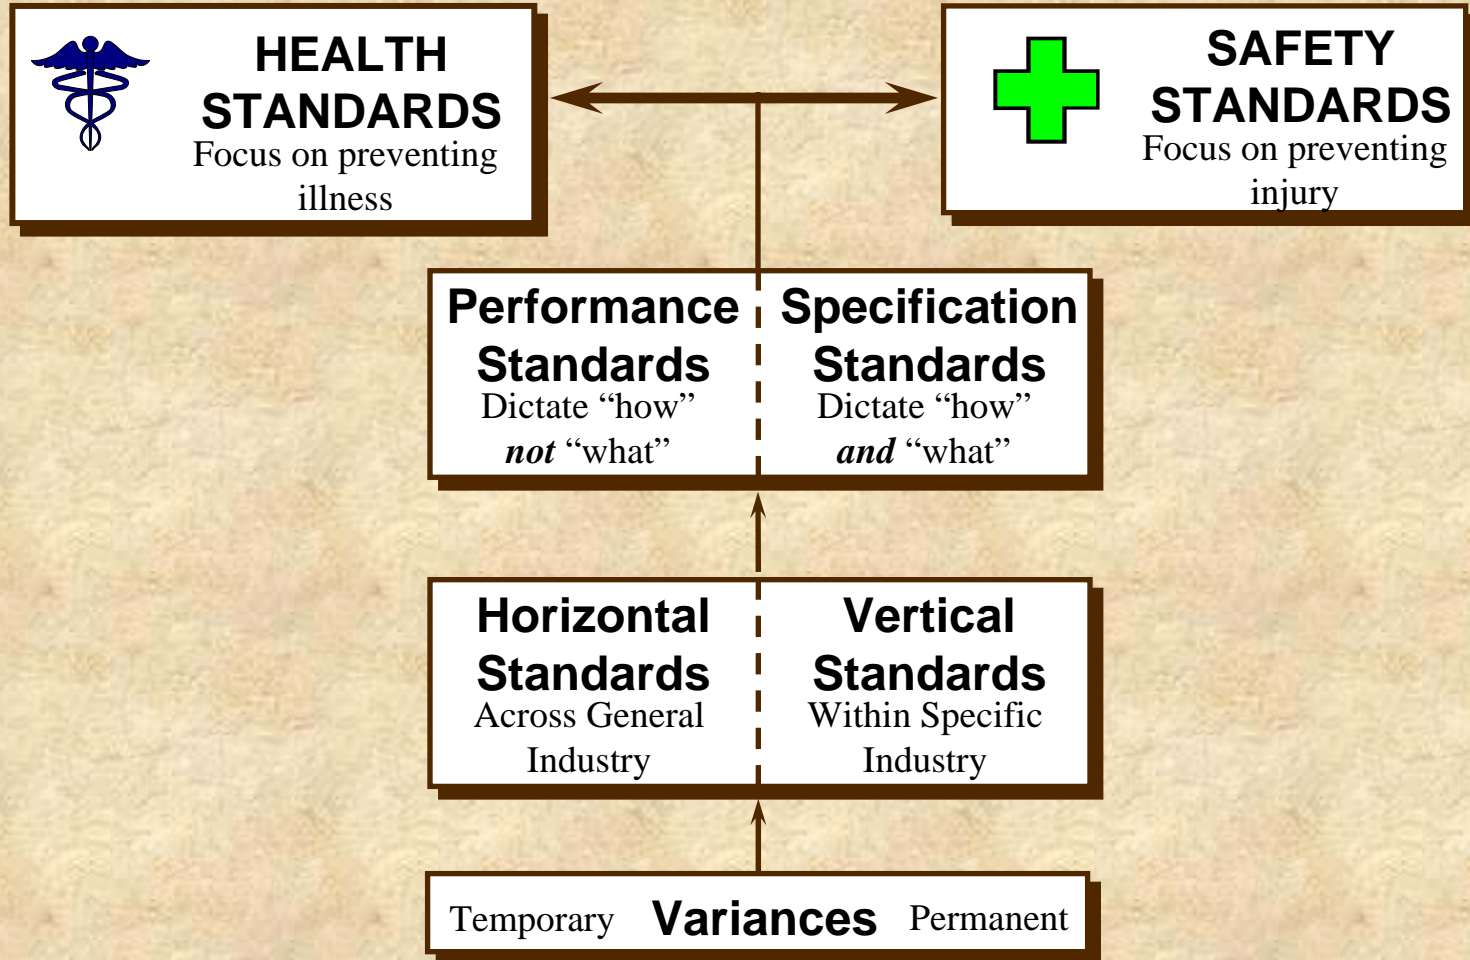 HEALTH
STANDARDS
Focus on preventing
illness
SAFETY
STANDARDS
Focus on preventing
injury
Performance
Standards
Dictate “how”
not “what”
Specification
Standards
Dictate “how”
and “what”
Horizontal
Standards
Across General
Industry
Vertical
Standards
Within Specific
Industry
Temporary Variances Permanent